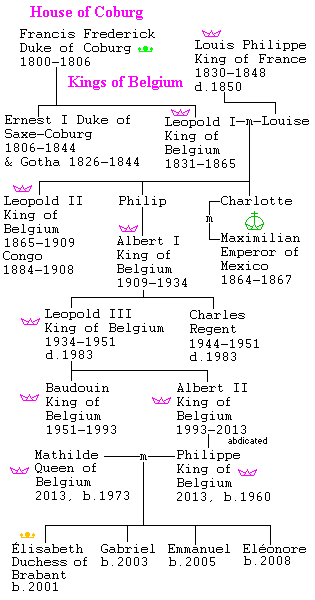 House of Coburg
Francis Frederick
Duke of Coburg
1800-1806
Louis Philippe
King of France
1830-1848
d.1850
Kings of Belgium
Ernest I Duke of
Saxe-Coburg
1806-1844
& Gotha 1826-1844
Leopold I—m—Louise
King of
Belgium
1831-1865
Leopold II
King of
Belgium
1865-1909
Congo
1884-1908
Philip
Albert I
King of
Belgium
1909-1934
Charlotte
m
Maximilian
Emperor of
Mexico
1864-1867
Leopold III
King of Belgium
1934-1951
d.1983
Charles
Regent
1944-1951
d.1983
Baudouin
King of
Belgium
1951-1993
Albert II
King of
Belgium
1993-2013
abdicated
Mathilde
Queen of
Belgium
2013, b.1973
m
Philippe
King of
Belgium
2013, b.1960
Élisabeth
Duchess of
Brabant
b.2001
Gabriel
b.2003
Emmanuel
b.2005
Eléonore
b.2008